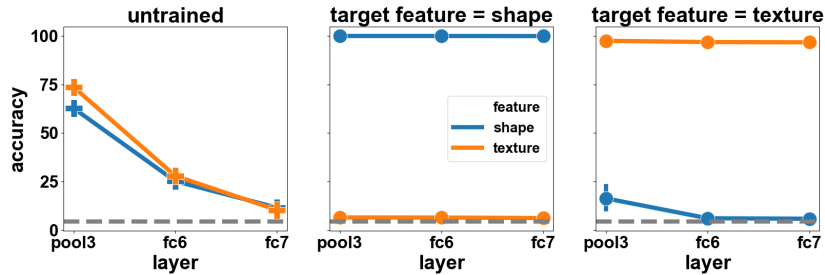 untrained
target feature = shape
target feature = texture
accuracy
100
75
50
25
0
feature
shape
texture
pool3
fc6
fc7
pool3
fc6
fc7
pool3
fc6
fc7
layer
layer
layer